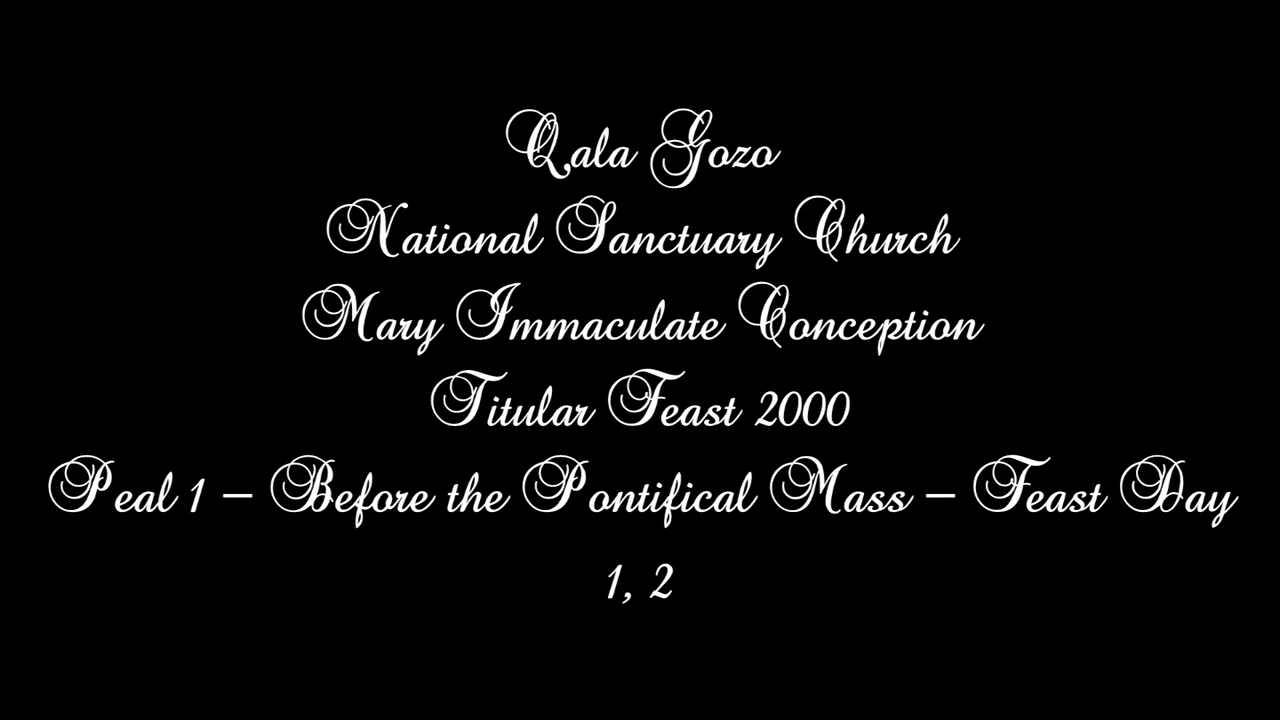 Qala Gozo
National Sanctuary Church
Mary Immaculate Conception
Titular Feast 2000
Peal 1 – Before the Pontifical Mass – Feast Day
1, 2